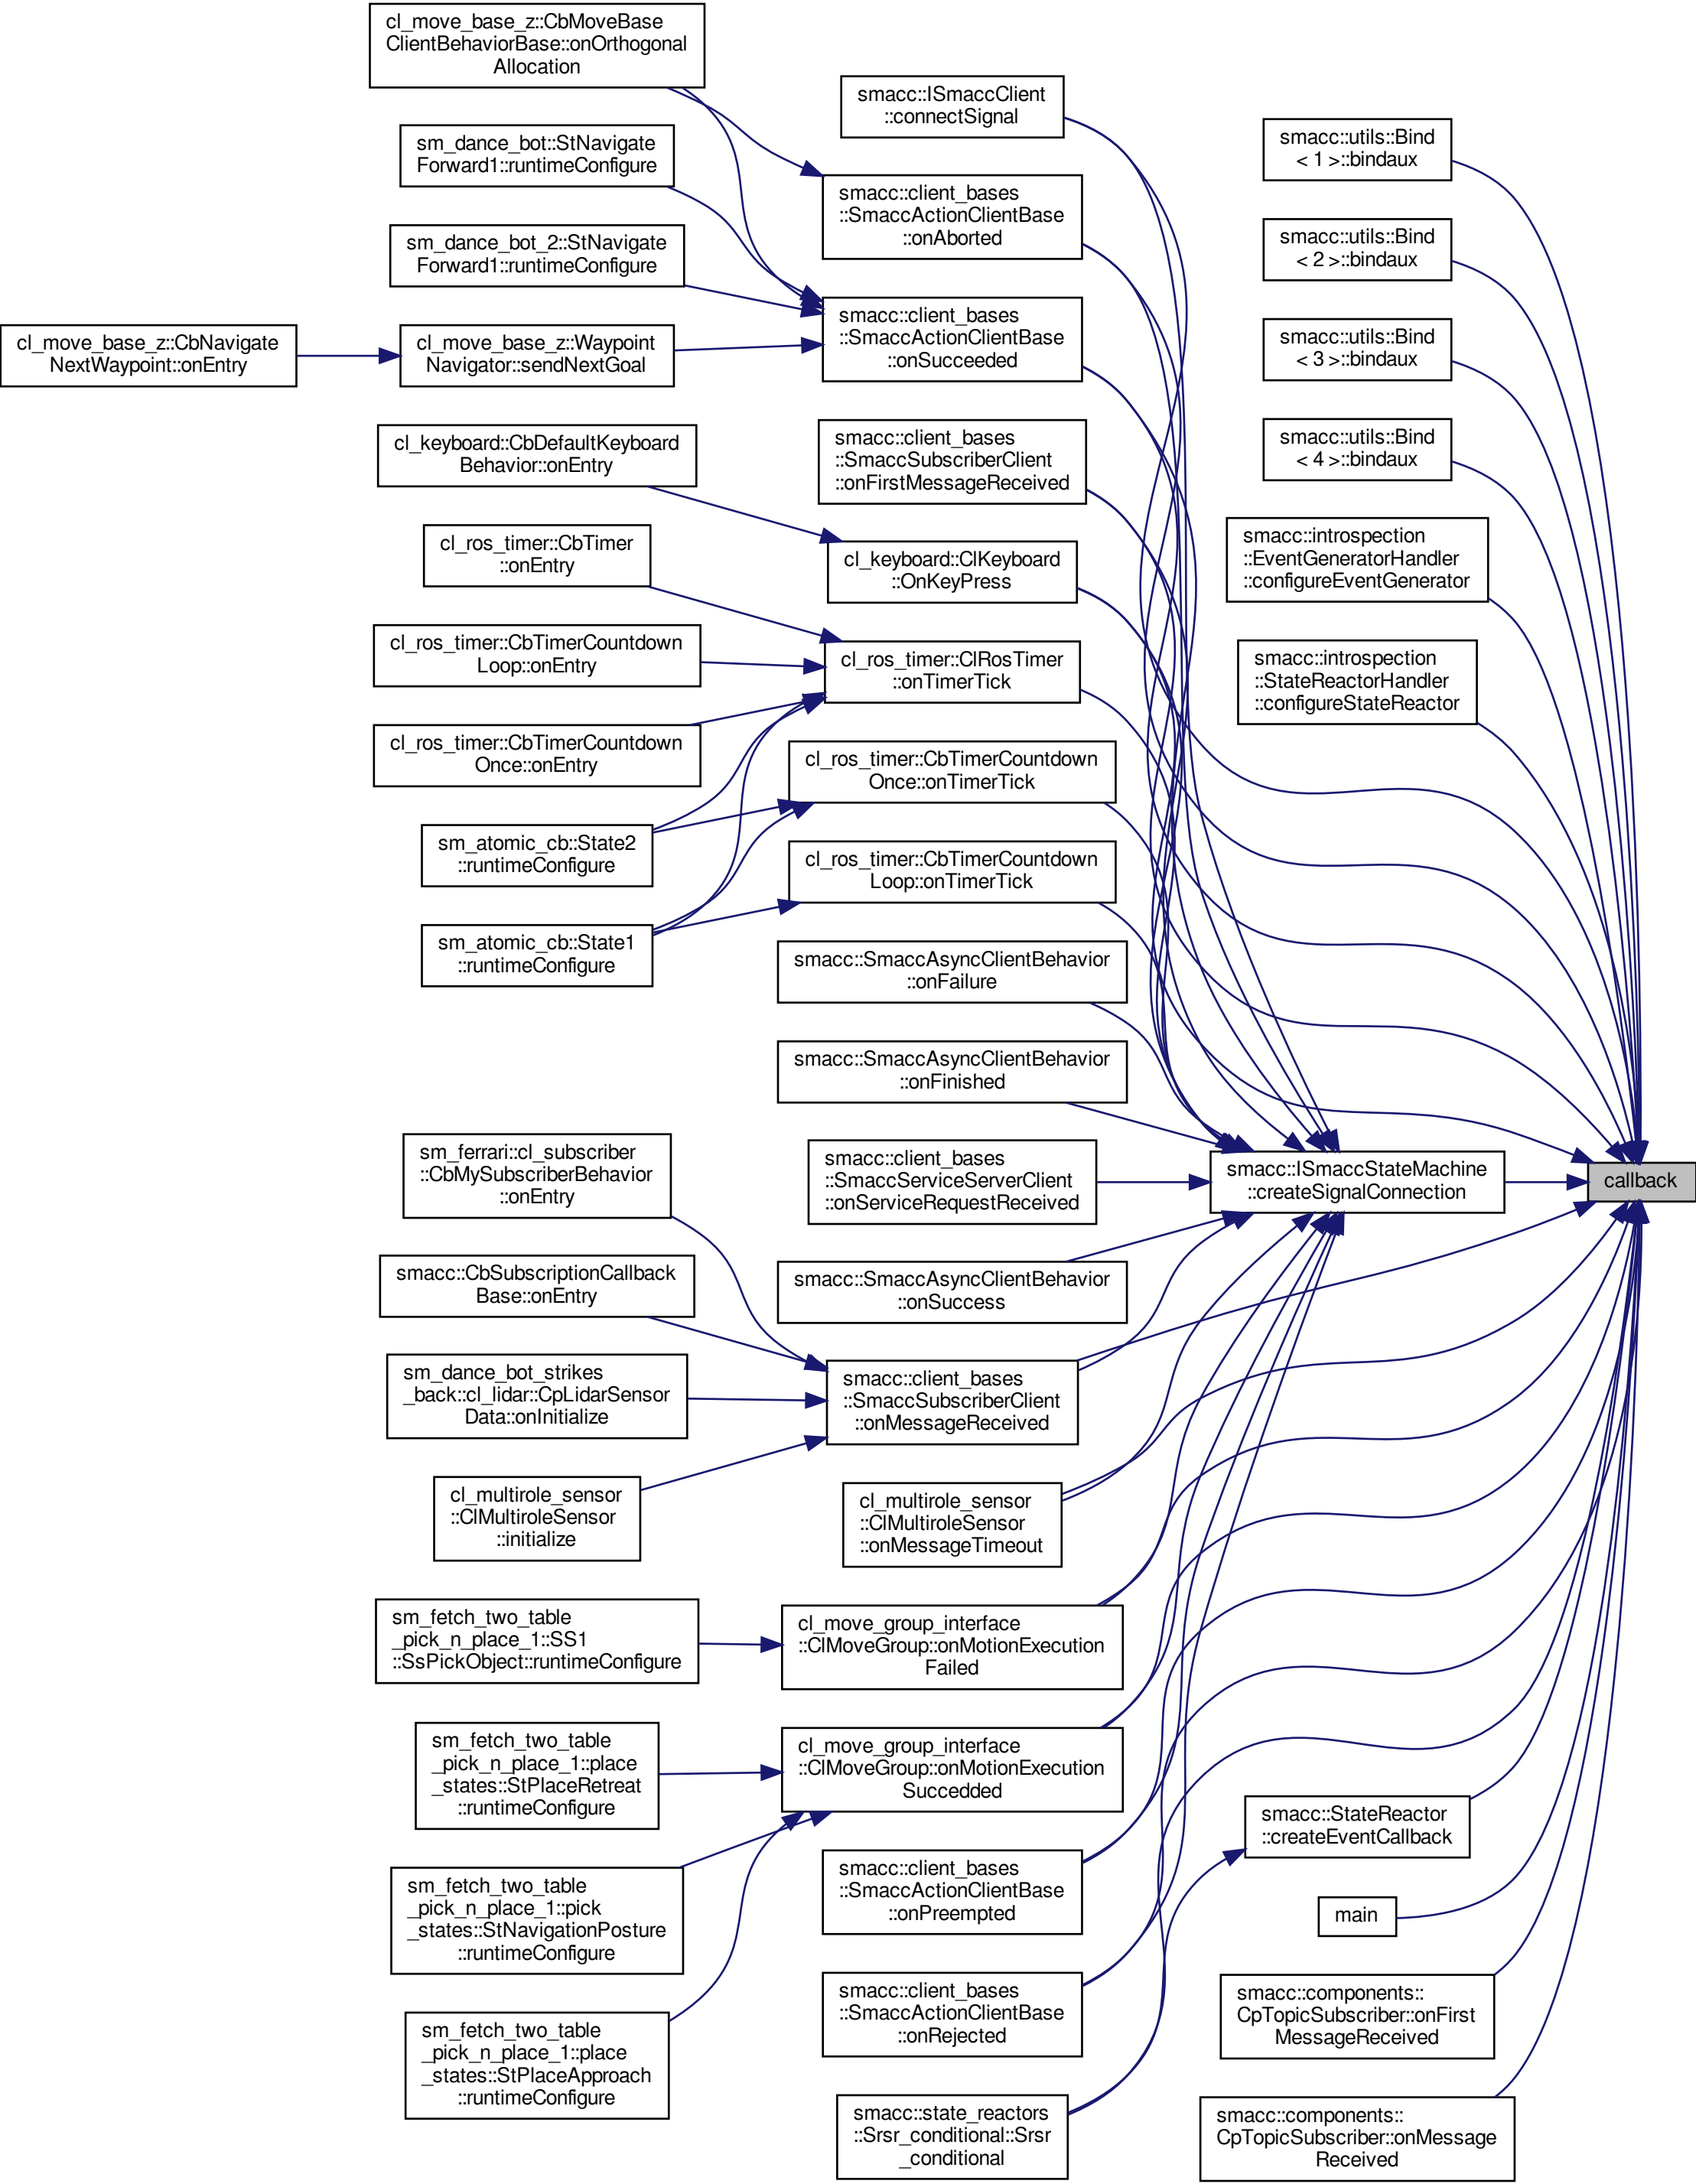 cl_move_base_z::CbMoveBase
ClientBehaviorBase::onOrthogonal
Allocation
sm_dance_bot::StNavigate
Forward1::runtimeConfigure
sm_dance_bot_2::StNavigate
Forward1::runtimeConfigure
cl_move_base_z::CbNavigate
NextWaypoint::onEntry
cl_move_base_z::Waypoint
Navigator::sendNextGoal
cl_keyboard::CbDefaultKeyboard
Behavior::onEntry
cl_ros_timer::CbTimer
::onEntry
cl_ros_timer::CbTimerCountdown
Loop::onEntry
cl_ros_timer::CbTimerCountdown
Once::onEntry
sm_atomic_cb::State2
::runtimeConfigure
sm_atomic_cb::State1
::runtimeConfigure
sm_ferrari::cl_subscriber
::CbMySubscriberBehavior
::onEntry
smacc::CbSubscriptionCallback
Base::onEntry
sm_dance_bot_strikes
_back::cl_lidar::CpLidarSensor
Data::onInitialize
cl_multirole_sensor
::ClMultiroleSensor
::initialize
sm_fetch_two_table
_pick_n_place_1::SS1
::SsPickObject::runtimeConfigure
sm_fetch_two_table
_pick_n_place_1::place
_states::StPlaceRetreat
::runtimeConfigure
sm_fetch_two_table
_pick_n_place_1::pick
_states::StNavigationPosture
::runtimeConfigure
sm_fetch_two_table
_pick_n_place_1::place
_states::StPlaceApproach
::runtimeConfigure
smacc::ISmaccClient
::connectSignal
smacc::client_bases
::SmaccActionClientBase
::onAborted
smacc::client_bases
::SmaccActionClientBase
::onSucceeded
smacc::client_bases
::SmaccSubscriberClient
::onFirstMessageReceived
cl_keyboard::ClKeyboard
::OnKeyPress
cl_ros_timer::ClRosTimer
::onTimerTick
cl_ros_timer::CbTimerCountdown
Once::onTimerTick
cl_ros_timer::CbTimerCountdown
Loop::onTimerTick
smacc::SmaccAsyncClientBehavior
::onFailure
smacc::SmaccAsyncClientBehavior
::onFinished
smacc::client_bases
::SmaccServiceServerClient
::onServiceRequestReceived
smacc::SmaccAsyncClientBehavior
::onSuccess
smacc::client_bases
::SmaccSubscriberClient
::onMessageReceived
cl_multirole_sensor
::ClMultiroleSensor
::onMessageTimeout
cl_move_group_interface
::ClMoveGroup::onMotionExecution
Failed
cl_move_group_interface
::ClMoveGroup::onMotionExecution
Succedded
smacc::client_bases
::SmaccActionClientBase
::onPreempted
smacc::client_bases
::SmaccActionClientBase
::onRejected
smacc::state_reactors
::Srsr_conditional::Srsr
_conditional
smacc::utils::Bind
< 1 >::bindaux
smacc::utils::Bind
< 2 >::bindaux
smacc::utils::Bind
< 3 >::bindaux
smacc::utils::Bind
< 4 >::bindaux
smacc::introspection
::EventGeneratorHandler
::configureEventGenerator
smacc::introspection
::StateReactorHandler
::configureStateReactor
smacc::ISmaccStateMachine
::createSignalConnection
smacc::StateReactor
::createEventCallback
main
smacc::components::
CpTopicSubscriber::onFirst
MessageReceived
smacc::components::
CpTopicSubscriber::onMessage
Received
callback